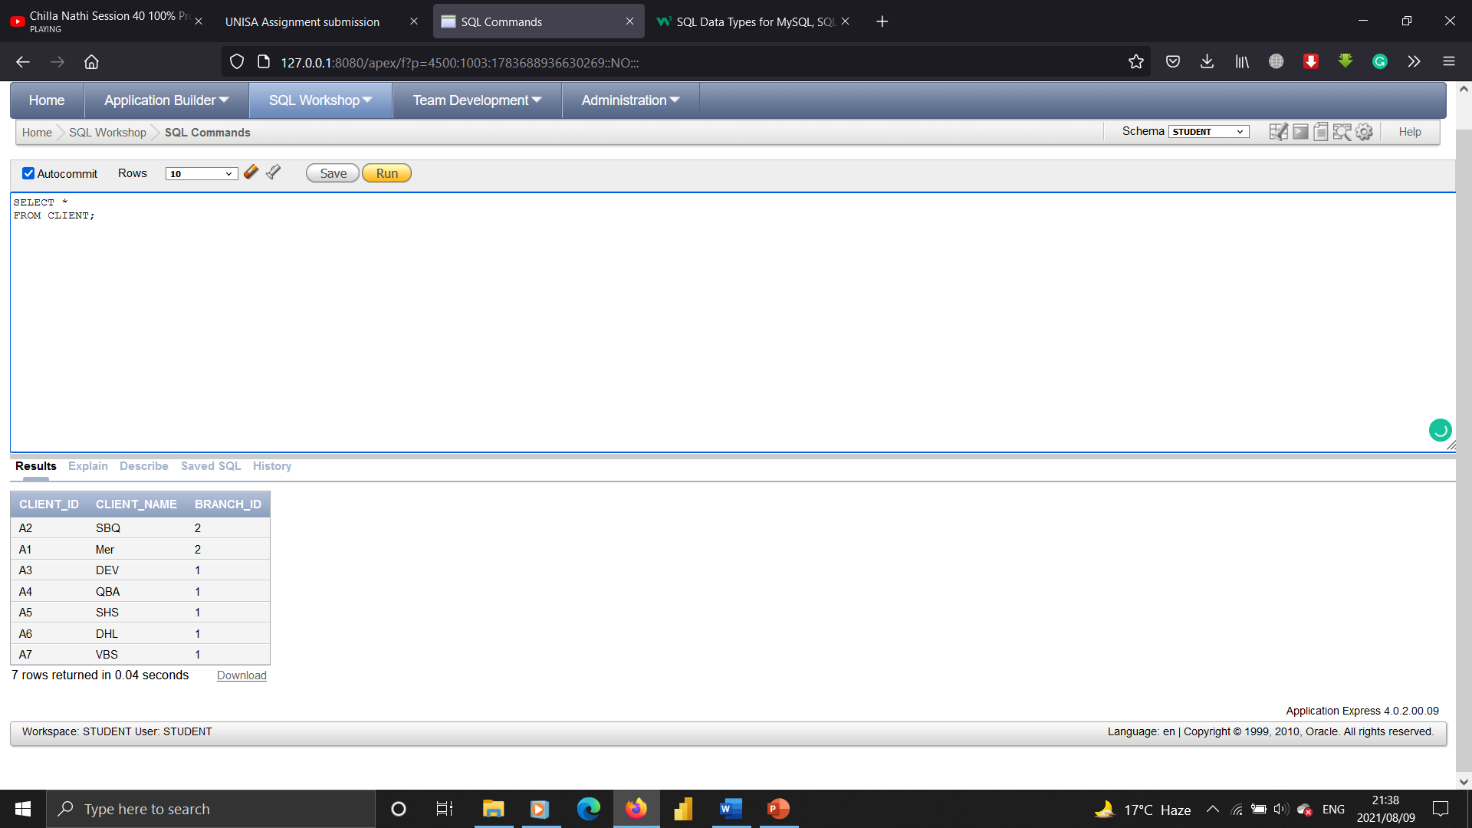 Chilla Nathi Session 40 100% Pr
PLAYING
UNISA Assignment submission
SQL Commands
SQL Data Types for MySQL, SQL
127.0.0.1:8080/apex/f?p=4500:1003:1783688936630269::NO:::
Home
Application Builder
SQL Workshop
Team Development
Administration
Home
SQL Workshop
SQL Commands
Schema
STUDENT
Help
Autocommit
Rows
10
Save
Run
SELECT *
FROM CLIENT;
Results
Explain
Describe
Saved SQL
History
CLIENT_ID CLIENT_NAME BRANCH_ID
A2 SBQ 2
A1 Mer 2
A3 DEV 1
A4 QBA 1
A5 SHS 1
A6 DHL 1
A7 VBS 1
7 rows returned in 0.04 seconds
Download
Application Express 4.0.2.00.09
Workspace: STUDENT User: STUDENT
Language: en | Copyright © 1999, 2010, Oracle. All rights reserved.
Type here to search
17°C Haze
ENG
21:38
2021/08/09